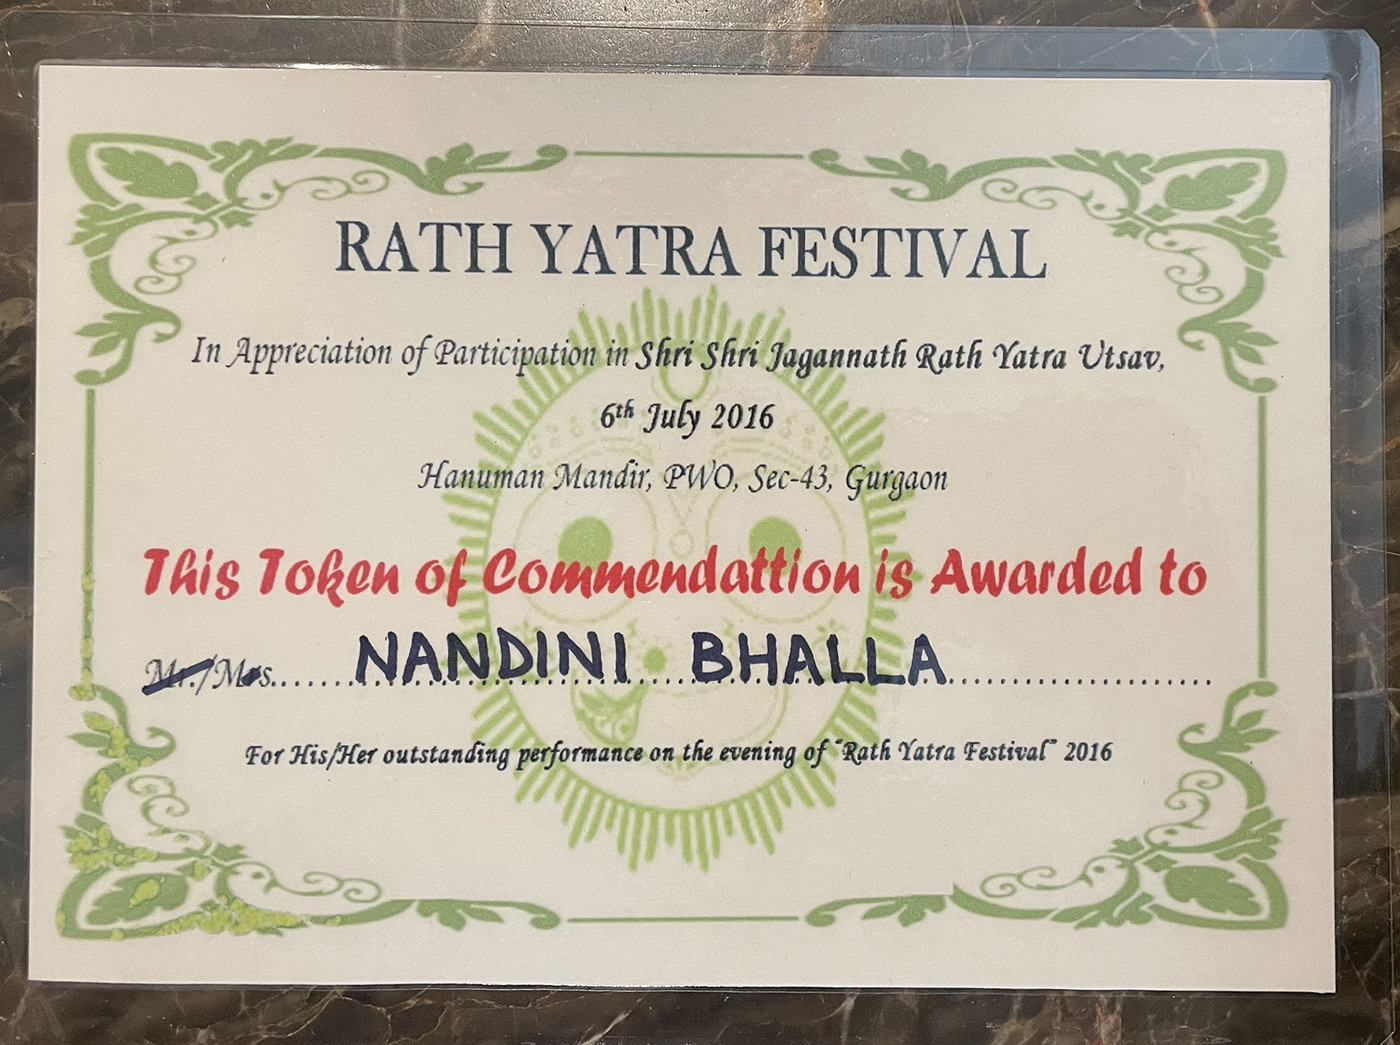 RATH YATRA FESTIVAL
In Appreciation of Participation in Shri Shri Jagannath Rath Yatra Utsav,
6th July 2016
Hanuman Mandir, PWO, Sec-43, Gurgaon
This Token of Commendattion is Awarded to
Mr./Mrs. NANDINI BHALLA
For His/Her outstanding performance on the evening of "Rath Yatra Festival" 2016